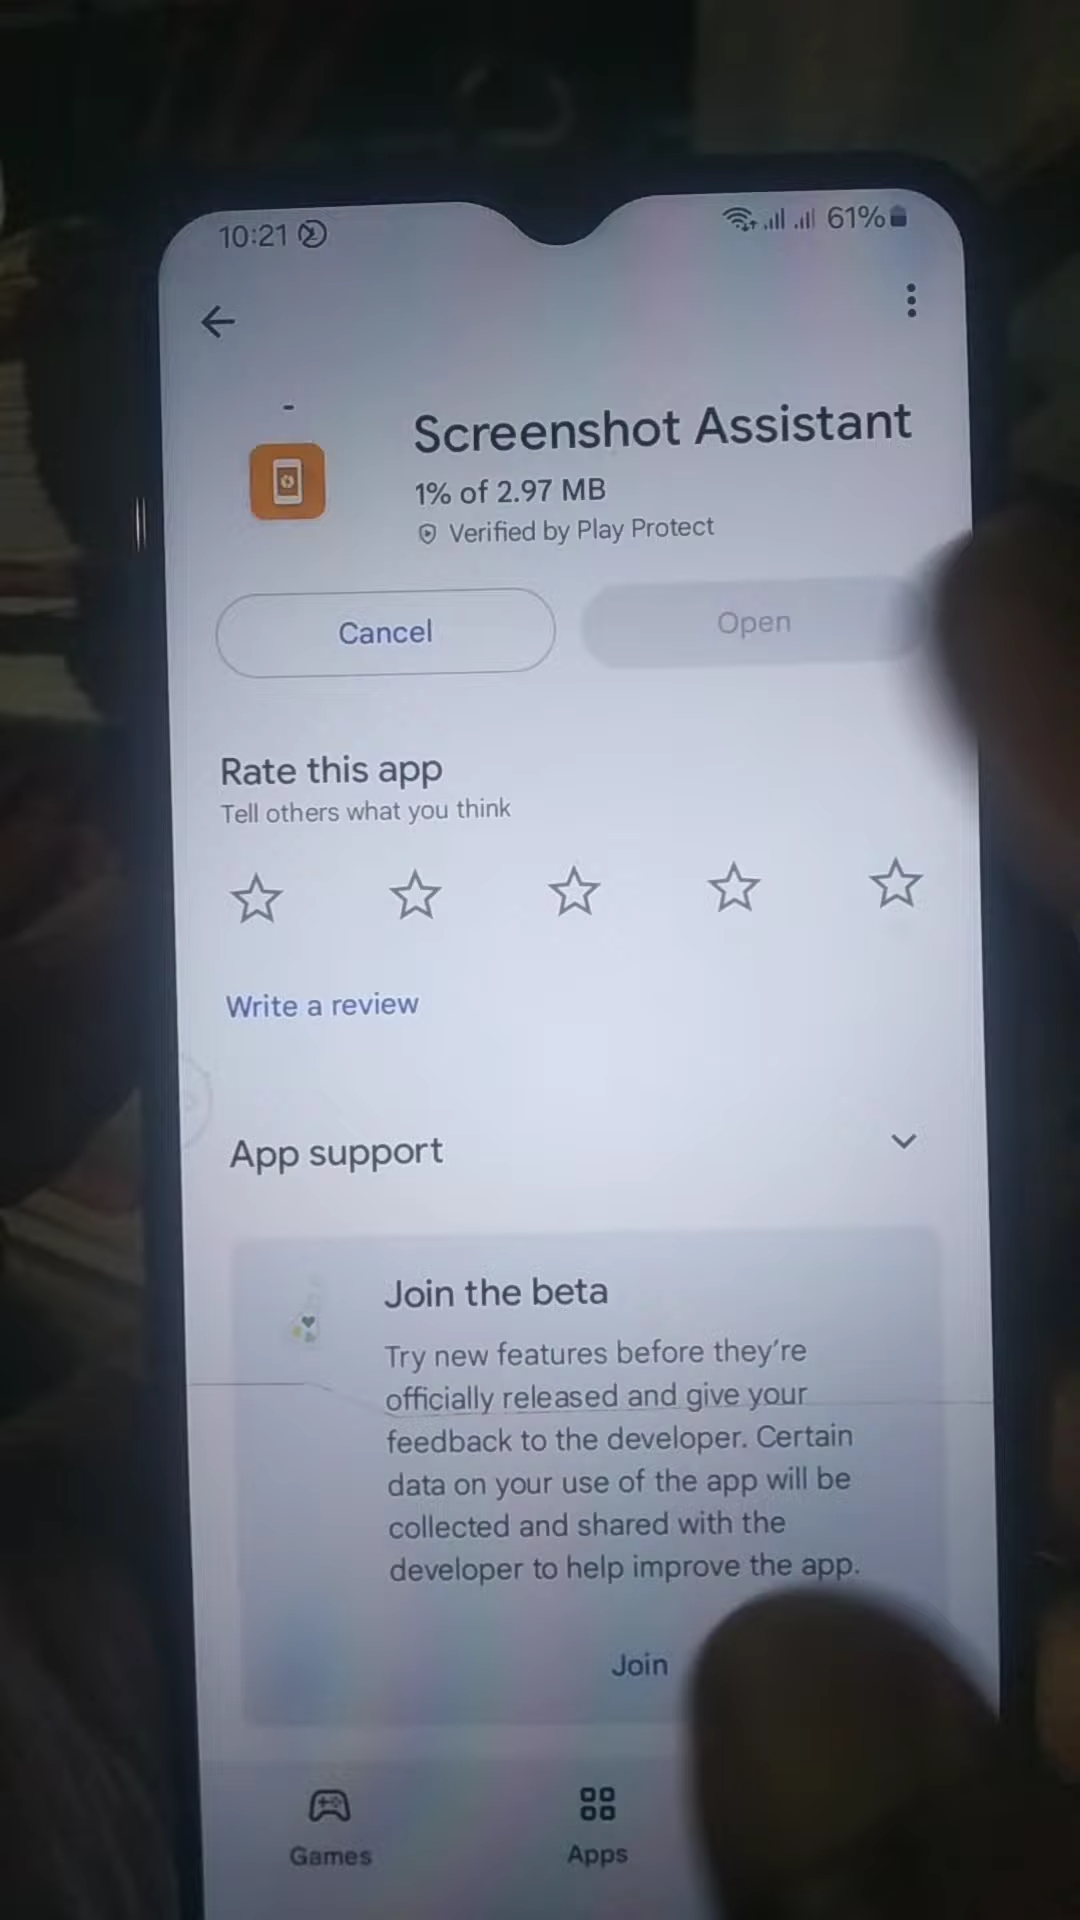 10:21
61%
Screenshot Assistant
1% of 2.97 MB
Verified by Play Protect
Cancel
Open
Rate this app
Tell others what you think
Write a review
App support
Join the beta
Try new features before they're
officially released and give your
feedback to the developer. Certain
data on your use of the app will be
collected and shared with the
developer to help improve the app.
Join
Games
Apps